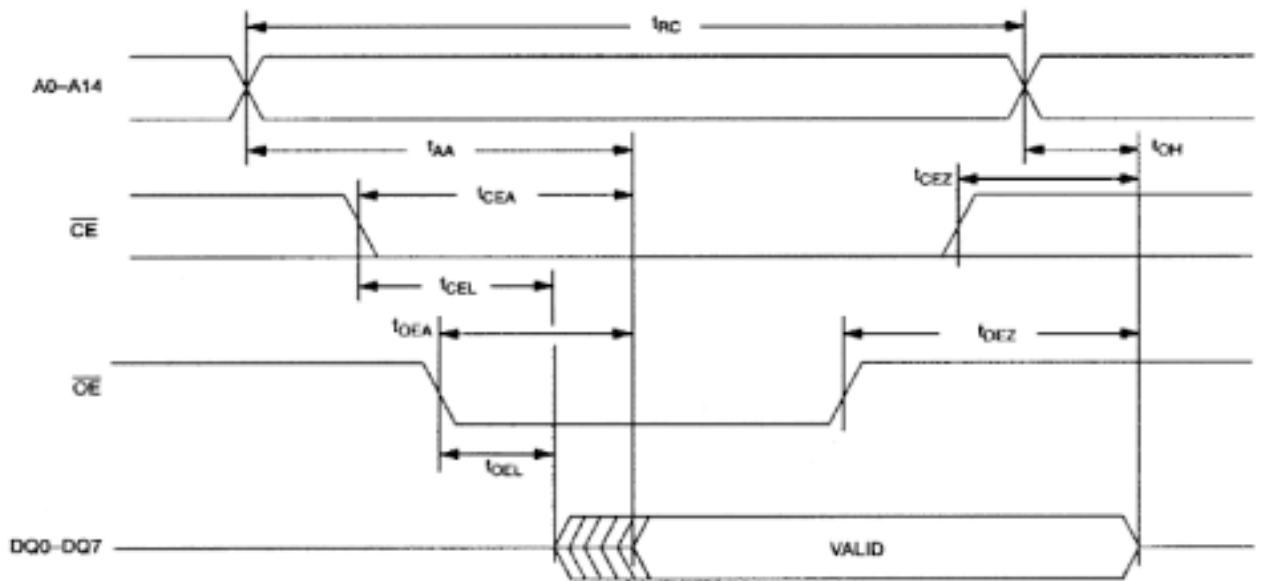 tRC
A0–A14
tAA
tOH
tCEZ
tCEA
CE
tCEL
tOEA
tOEZ
OE
tOEL
DQ0–DQ7
VALID